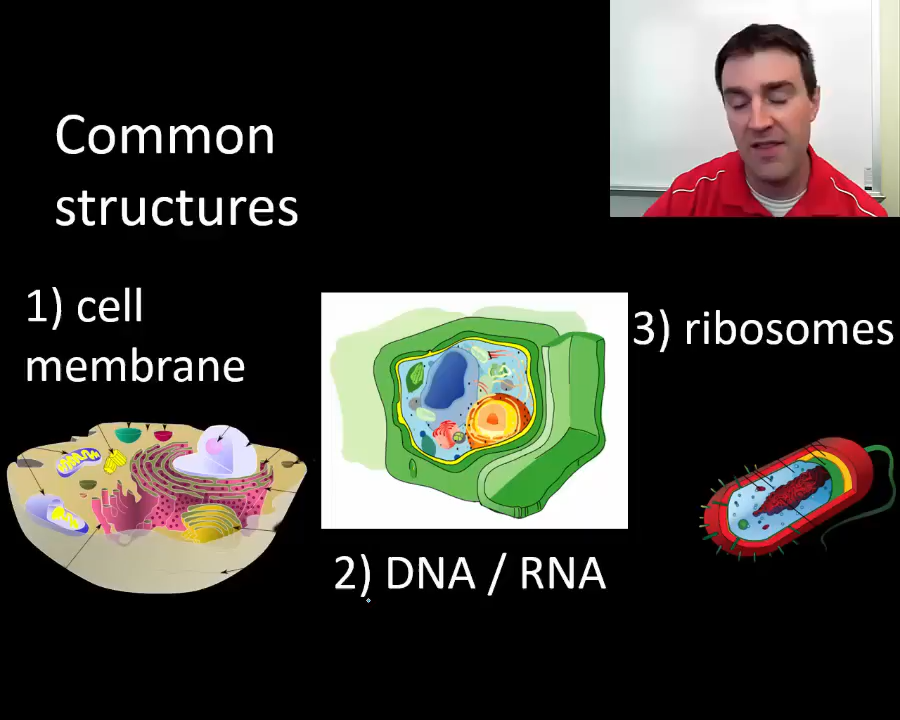 Common
structures
1) cell
membrane
3) ribosomes
2) DNA / RNA